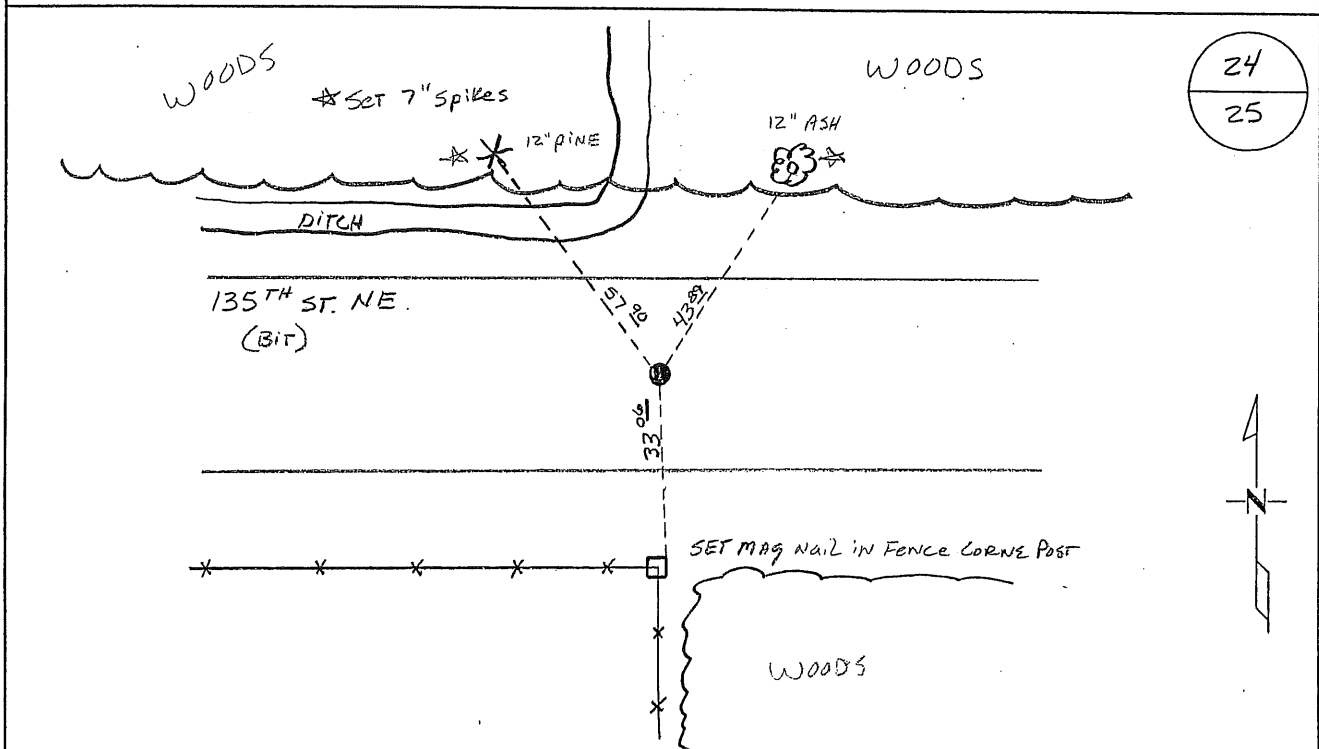 WOODS
WOODS
24
25
☆ SET 7" Spikes
12" PINE
12" ASH
DITCH
135TH ST. NE.
(BIT)
57 90
43 89
33 06
N
SET MAG NAIL IN FENCE CORNE POST
WOODS